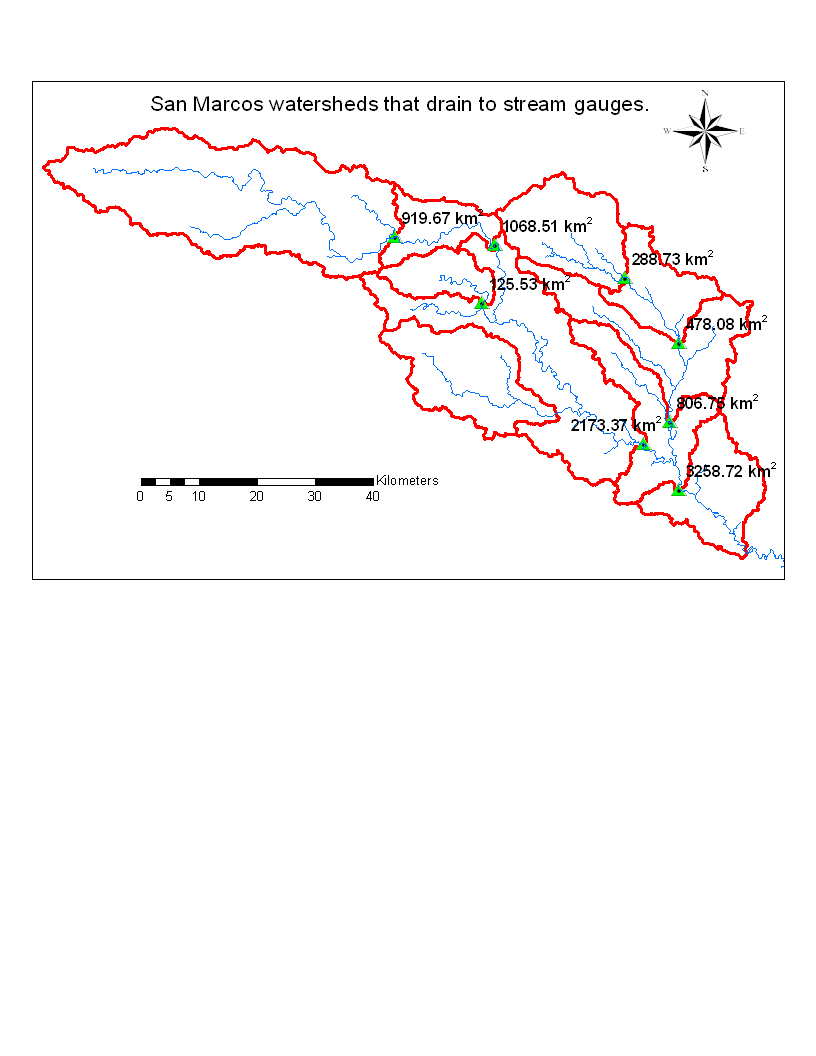 San Marcos watersheds that drain to stream gauges.
N
W E
S
919.67 km²
1068.51 km²
288.73 km²
125.53 km²
478.08 km²
806.75 km²
2173.37 km²
3258.72 km²
Kilometers
0 5 10 20 30 40